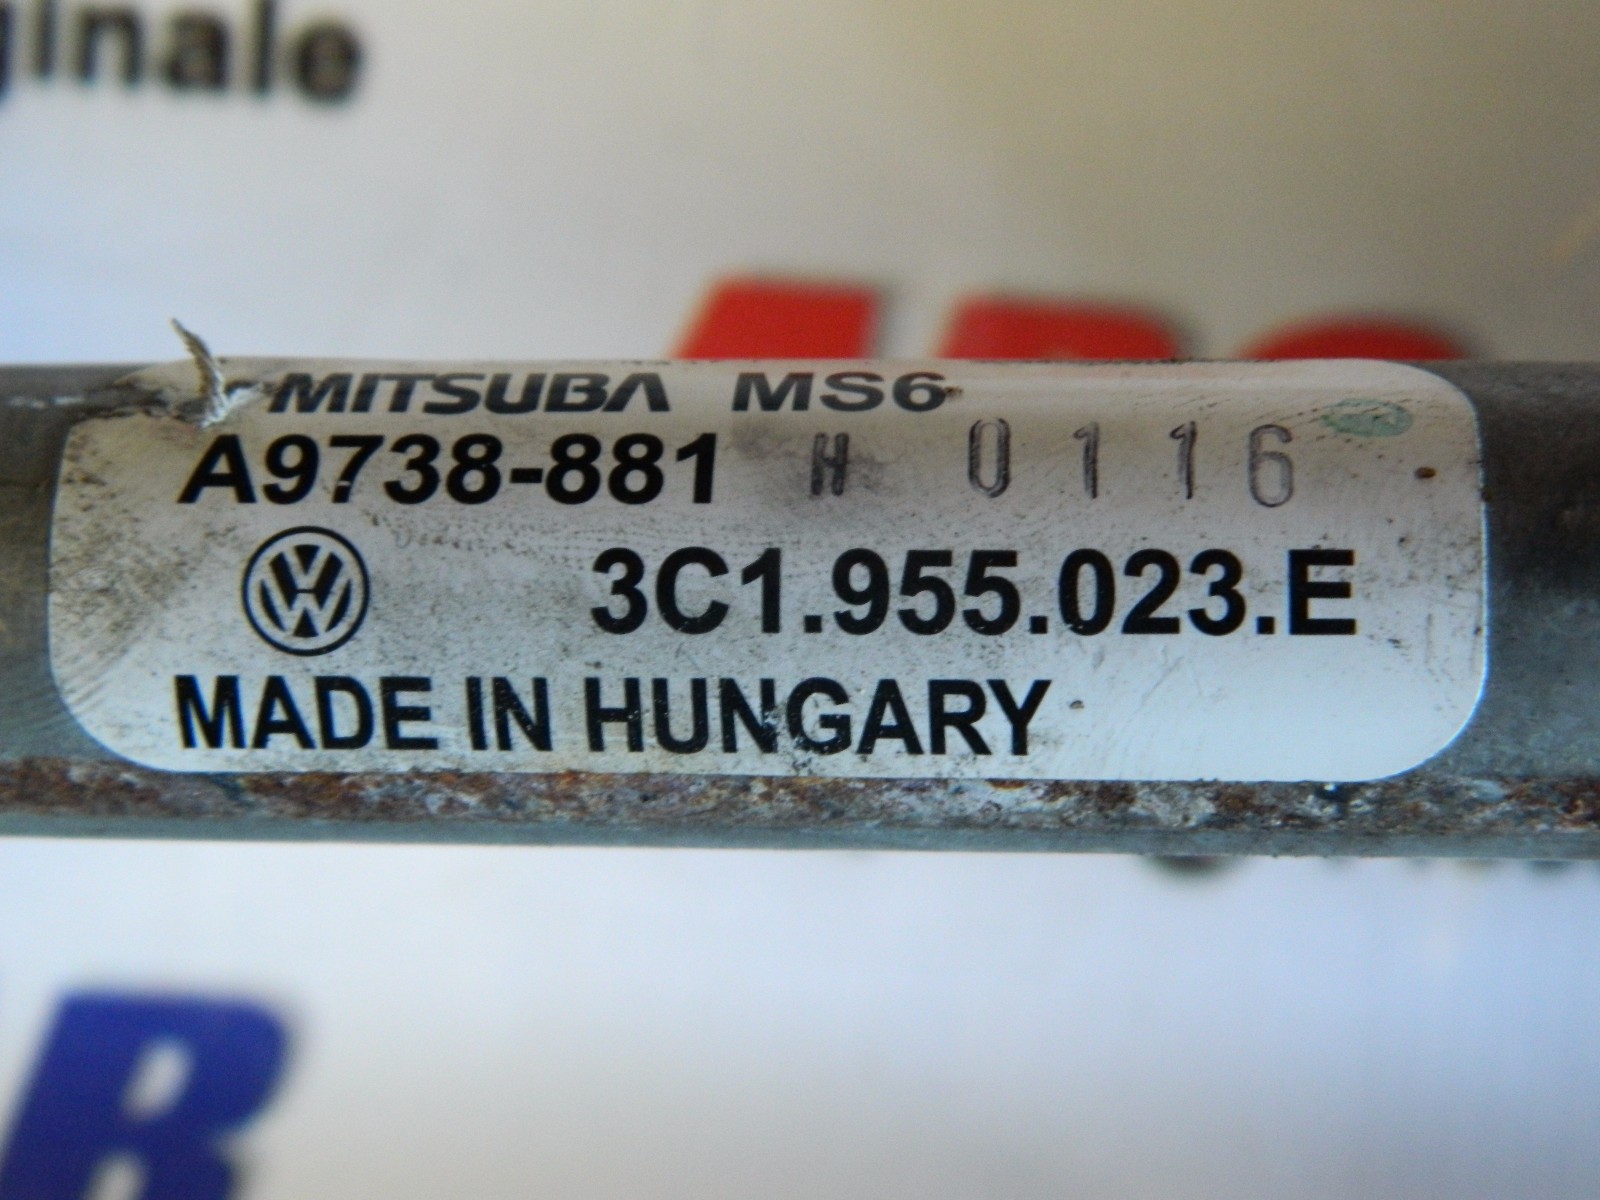 ginale
MITSUBA MS6
A9738-881 H 0116
3C1.955.023.E
MADE IN HUNGARY